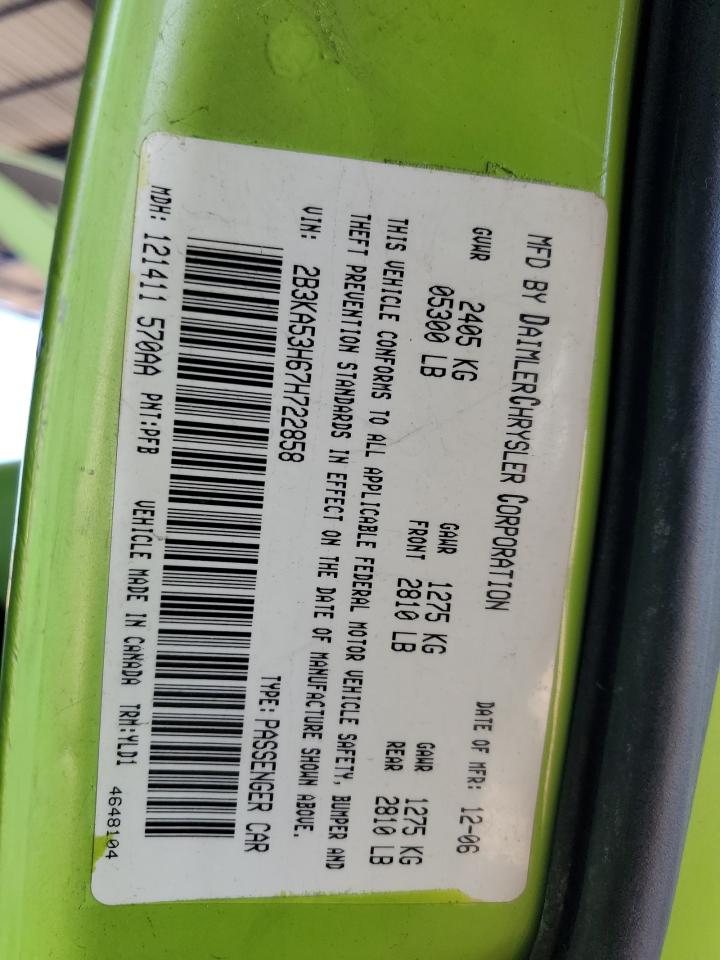 MFD BY DAIMLERCHRYSLER CORPORATION
DATE OF MFR: 12-06
GVWR 2405 KG
05300 LB
GAWR FRONT 1275 KG
2810 LB
GAWR REAR 1275 KG
2810 LB
THIS VEHICLE CONFORMS TO ALL APPLICABLE FEDERAL MOTOR VEHICLE SAFETY, BUMPER AND
THEFT PREVENTION STANDARDS IN EFFECT ON THE DATE OF MANUFACTURE SHOWN ABOVE.
VIN: 2B3KA53H67H722858
TYPE: PASSENGER CAR
MDH: 121411 570AA PNT:PFB VEHICLE MADE IN CANADA TRM:YLD1
4648104